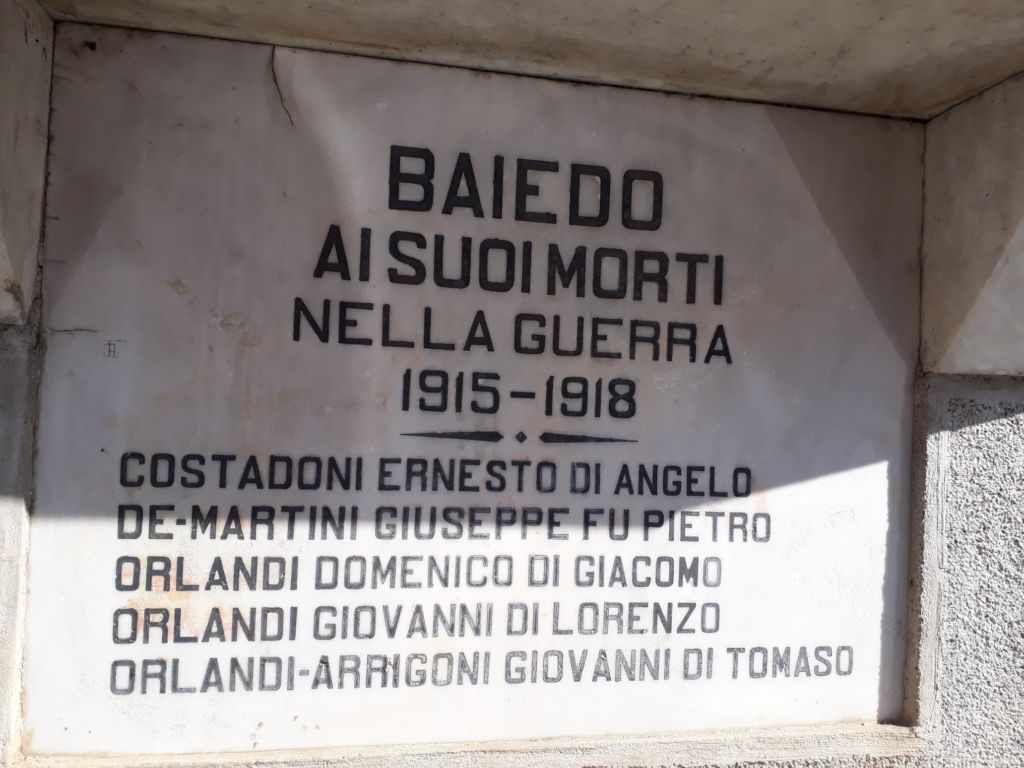 BAIEDO
AI SUOI MORTI
NELLA GUERRA
1915-1918
COSTADONI ERNESTO DI ANGELO
DE-MARTINI GIUSEPPE FU PIETRO
ORLANDI DOMENICO DI GIACOMO
ORLANDI GIOVANNI DI LORENZO
ORLANDI-ARRIGONI GIOVANNI DI TOMASO